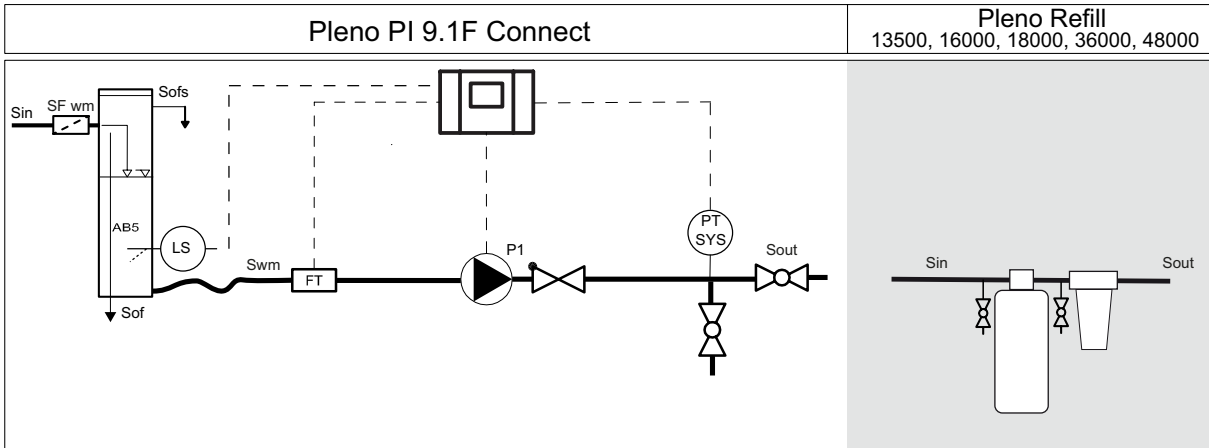 Pleno PI 9.1F Connect
Pleno Refill
13500, 16000, 18000, 36000, 48000
Sin
SF wm
Sofs
AB5
LS
Sof
Swm
FT
P1
PT
SYS
Sout
Sin
Sout